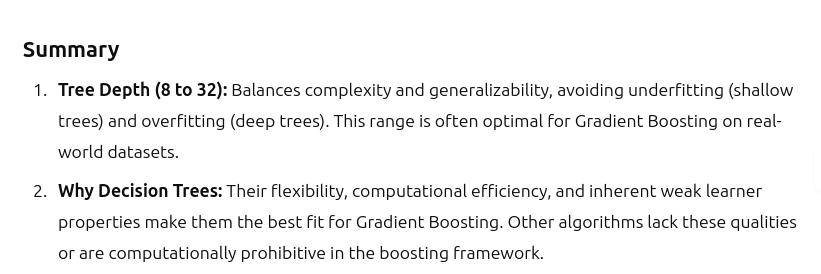 Summary
1. Tree Depth (8 to 32): Balances complexity and generalizability, avoiding underfitting (shallow
trees) and overfitting (deep trees). This range is often optimal for Gradient Boosting on real-
world datasets.
2. Why Decision Trees: Their flexibility, computational efficiency, and inherent weak learner
properties make them the best fit for Gradient Boosting. Other algorithms lack these qualities
or are computationally prohibitive in the boosting framework.